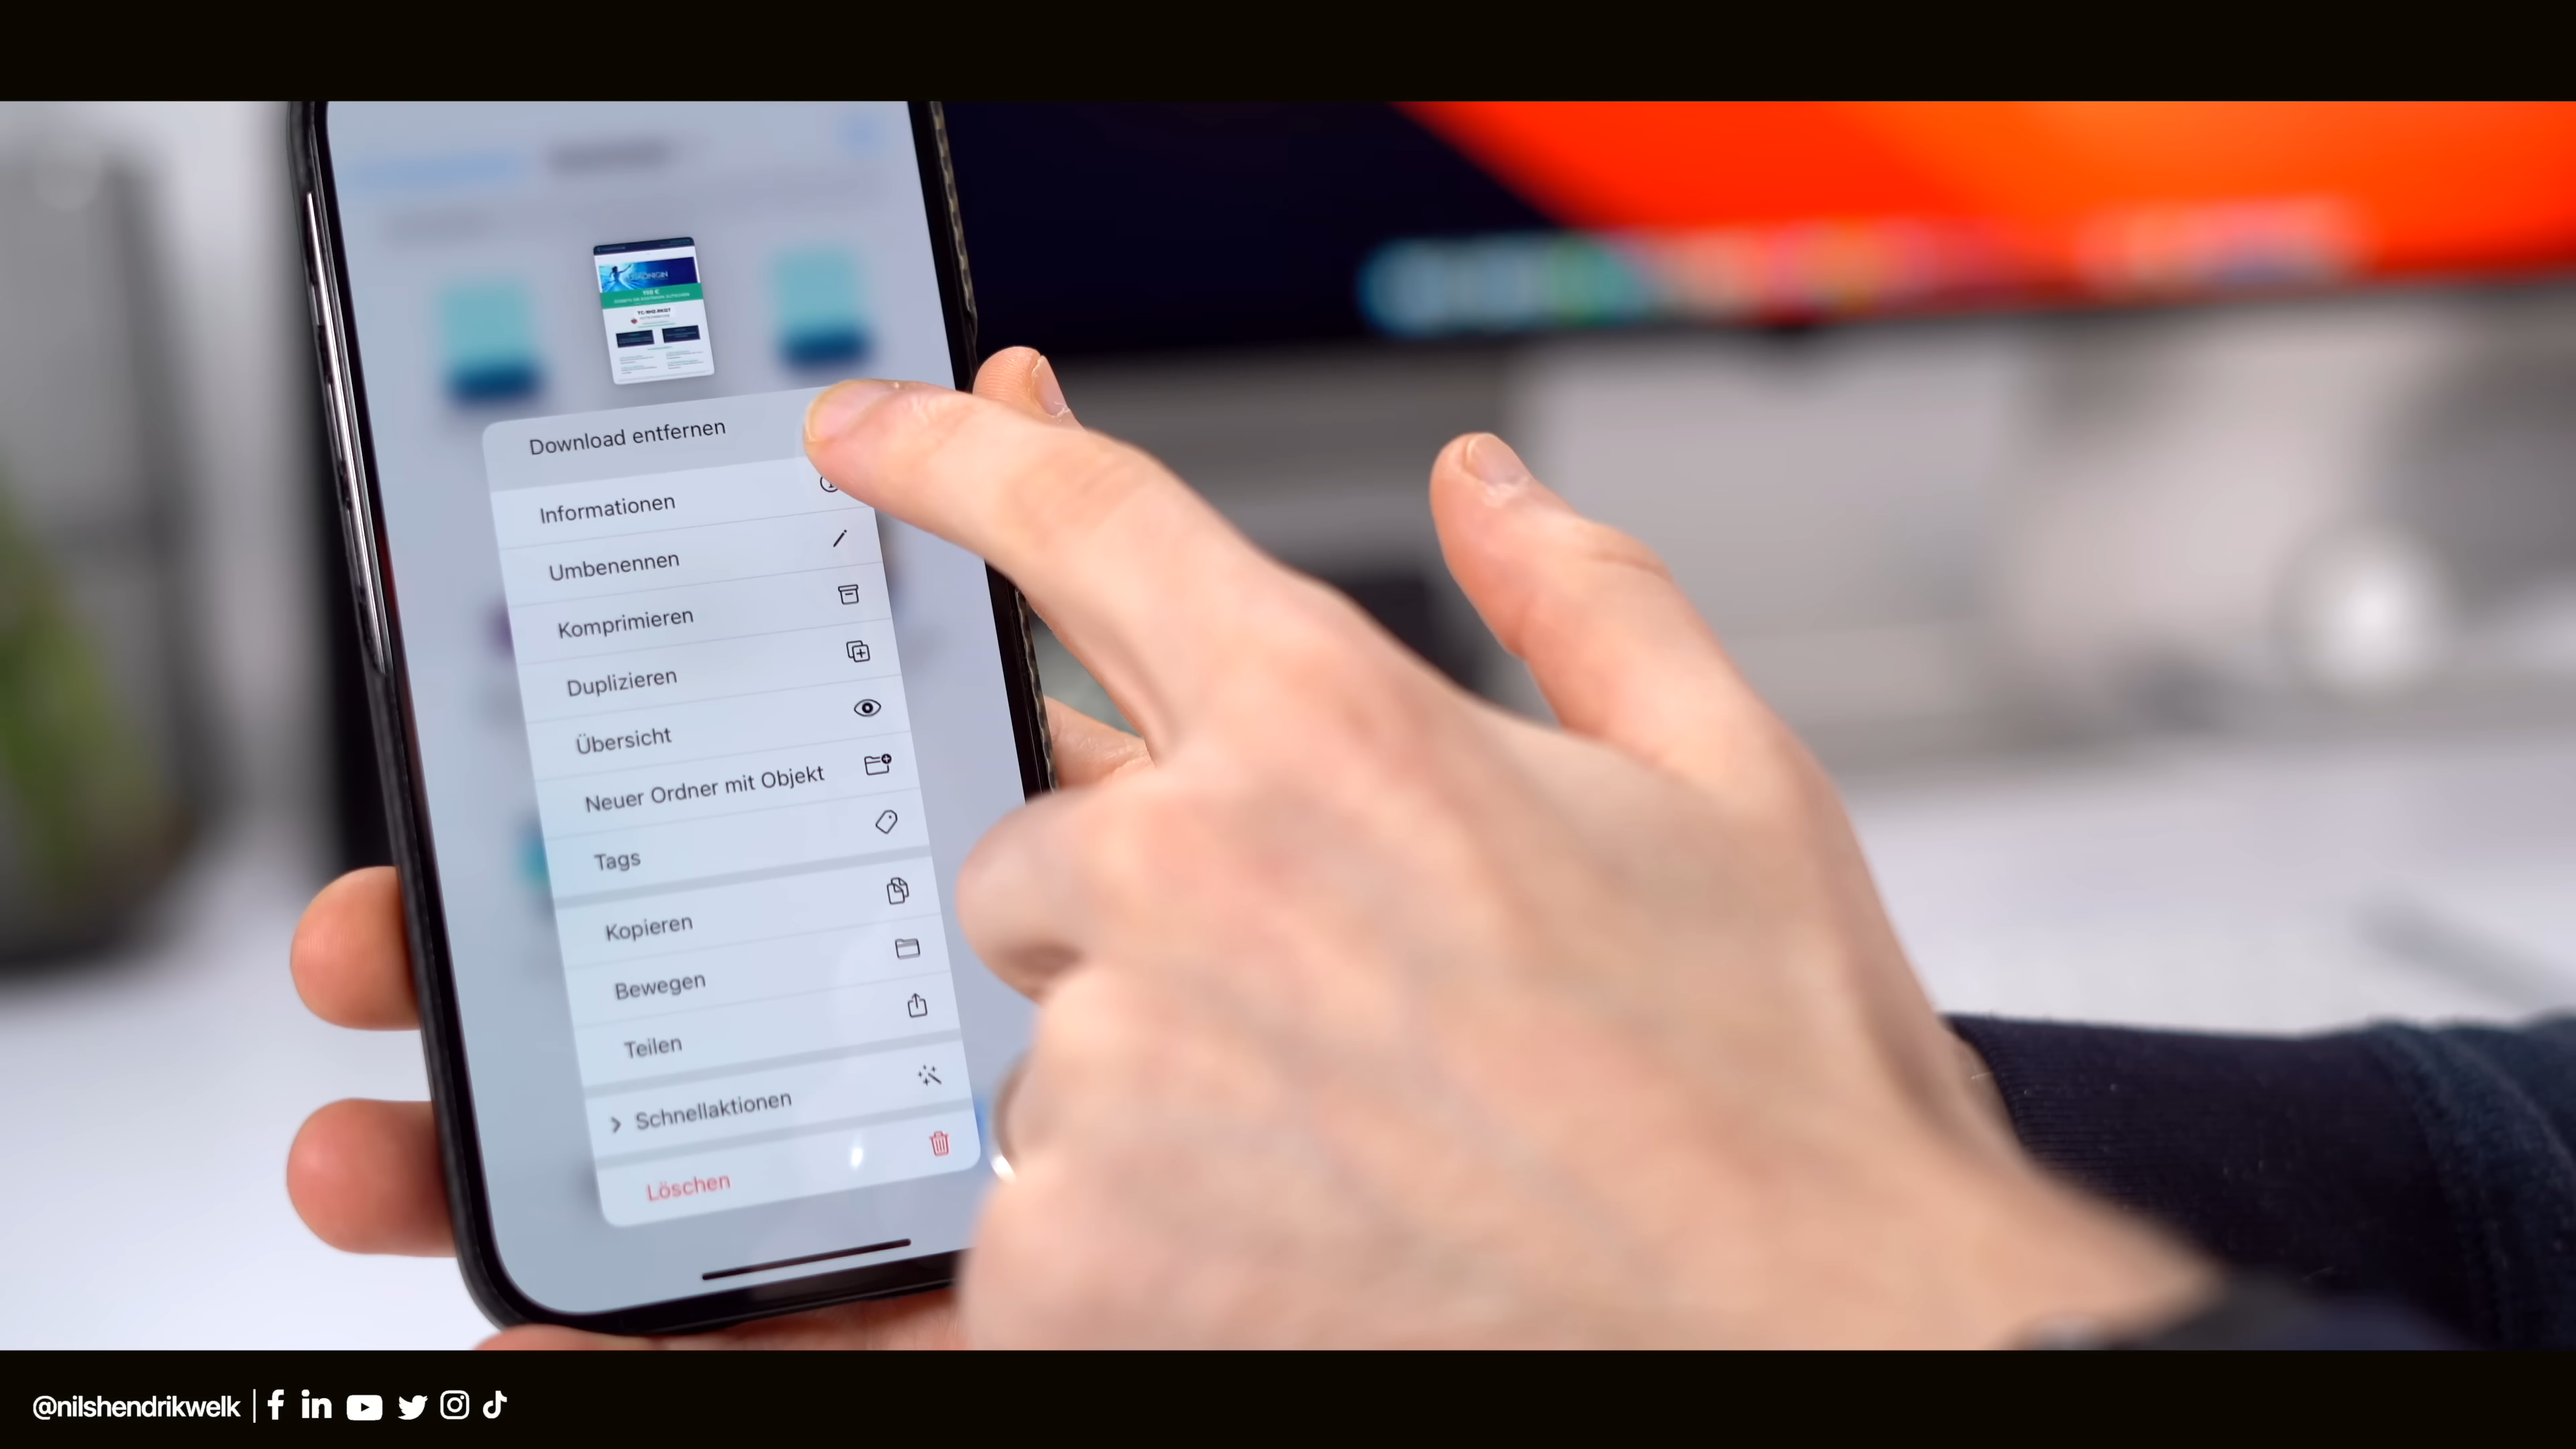 Download entfernen
Informationen
Umbenennen
Komprimieren
Duplizieren
Übersicht
Neuer Ordner mit Objekt
Tags
Kopieren
Bewegen
Teilen
Schnellaktionen
Löschen
@nilshendrikwelk